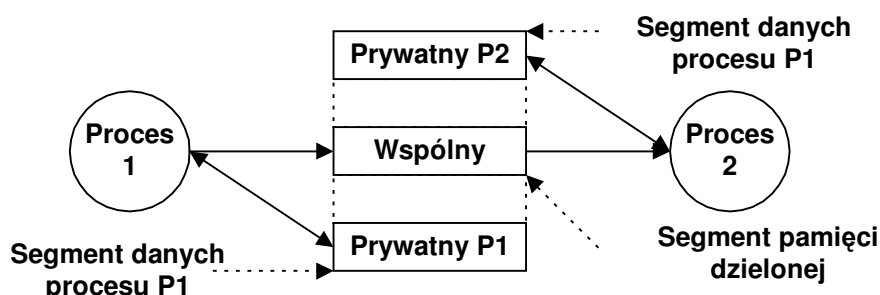 Segment danych
procesu P1
Prywatny P2
Proces
1
Wspólny
Proces
2
Prywatny P1
Segment danych
procesu P1
Segment pamięci
dzielonej